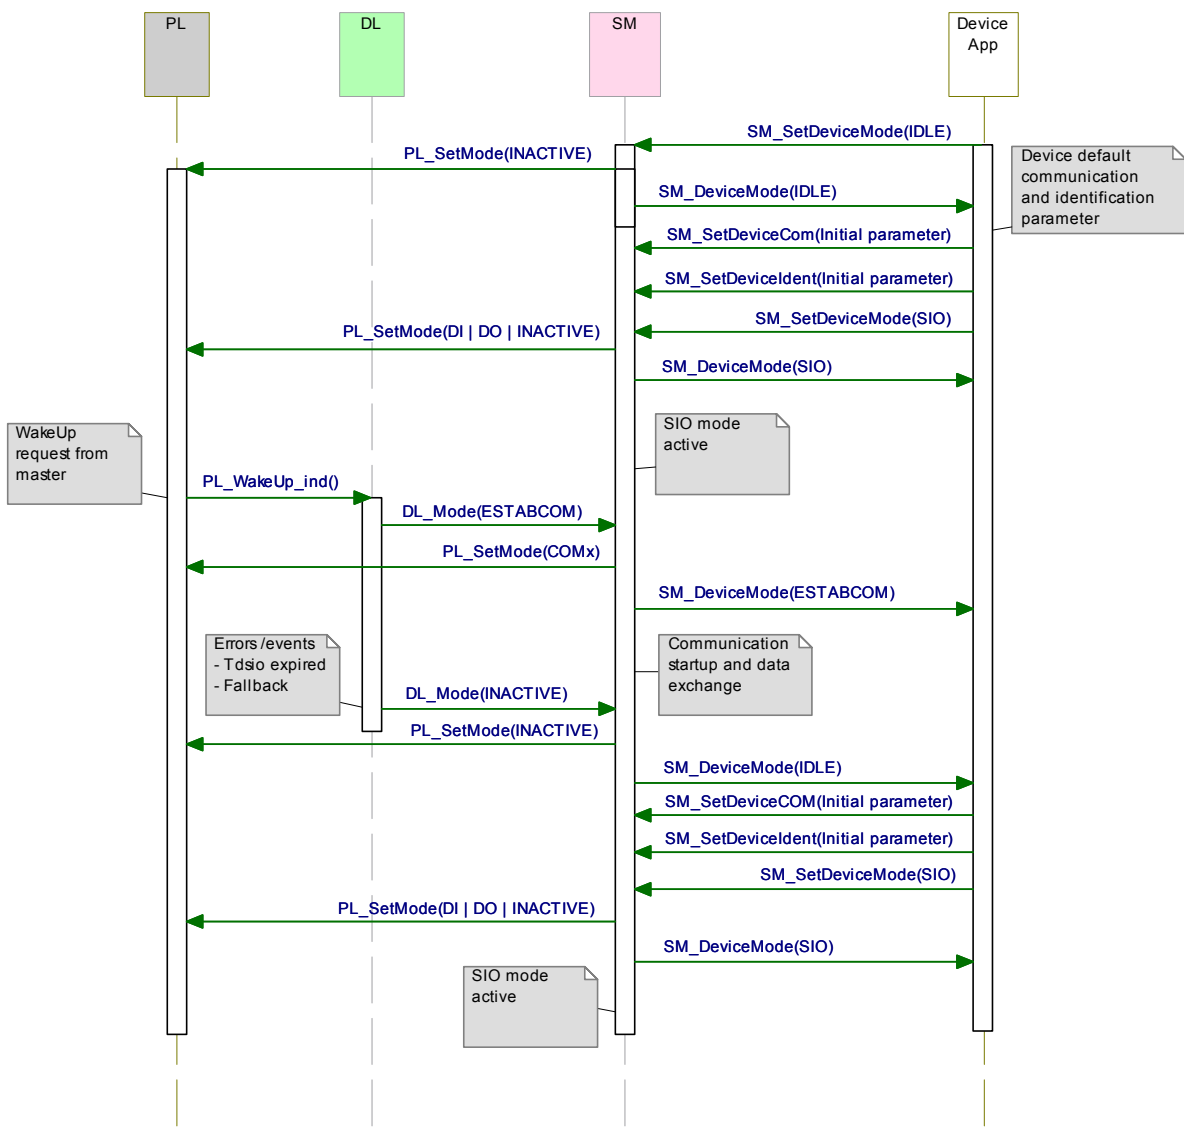 PL
DL
SM
Device
App
SM_SetDeviceMode(IDLE)
PL_SetMode(INACTIVE)
Device default
communication
and identification
parameter
SM_DeviceMode(IDLE)
SM_SetDeviceCom(Initial parameter)
SM_SetDeviceIdent(Initial parameter)
SM_SetDeviceMode(SIO)
PL_SetMode(DI | DO | INACTIVE)
SM_DeviceMode(SIO)
SIO mode
active
WakeUp
request from
master
PL_WakeUp_ind()
DL_Mode(ESTABCOM)
PL_SetMode(COMx)
SM_DeviceMode(ESTABCOM)
Errors/events
- Tdsio expired
- Fallback
Communication
startup and data
exchange
DL_Mode(INACTIVE)
PL_SetMode(INACTIVE)
SM_DeviceMode(IDLE)
SM_SetDeviceCOM(Initial parameter)
SM_SetDeviceIdent(Initial parameter)
SM_SetDeviceMode(SIO)
PL_SetMode(DI | DO | INACTIVE)
SM_DeviceMode(SIO)
SIO mode
active